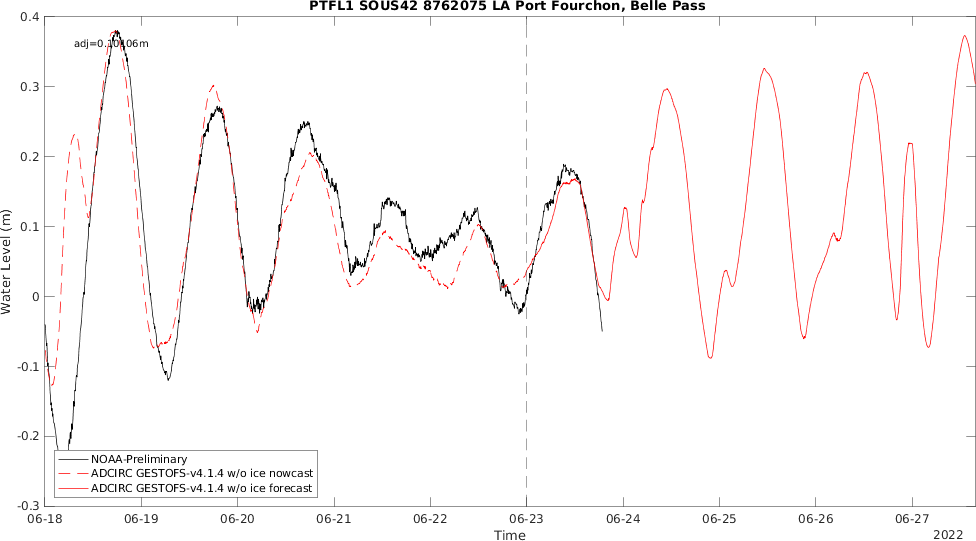 PTFL1 SOUS42 8762075 LA Port Fourchon, Belle Pass
0.4
adj=0.10106m
0.3
0.2
0.1
0
-0.1
-0.2
-0.3
Water Level (m)
NOAA-Preliminary
ADCIRC GESTOFS-v4.1.4 w/o ice nowcast
ADCIRC GESTOFS-v4.1.4 w/o ice forecast
06-18 06-19 06-20 06-21 06-22 06-23 06-24 06-25 06-26 06-27
Time
2022